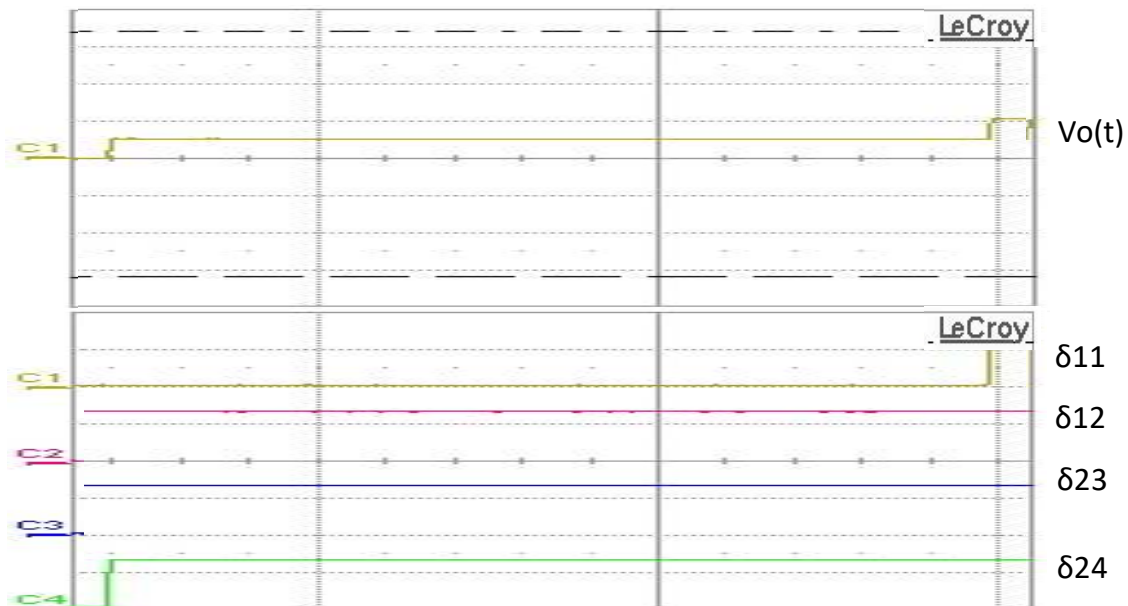 LeCroy
Vo(t)
C1
LeCroy
δ11
C1
δ12
C2
δ23
C3
δ24
C4